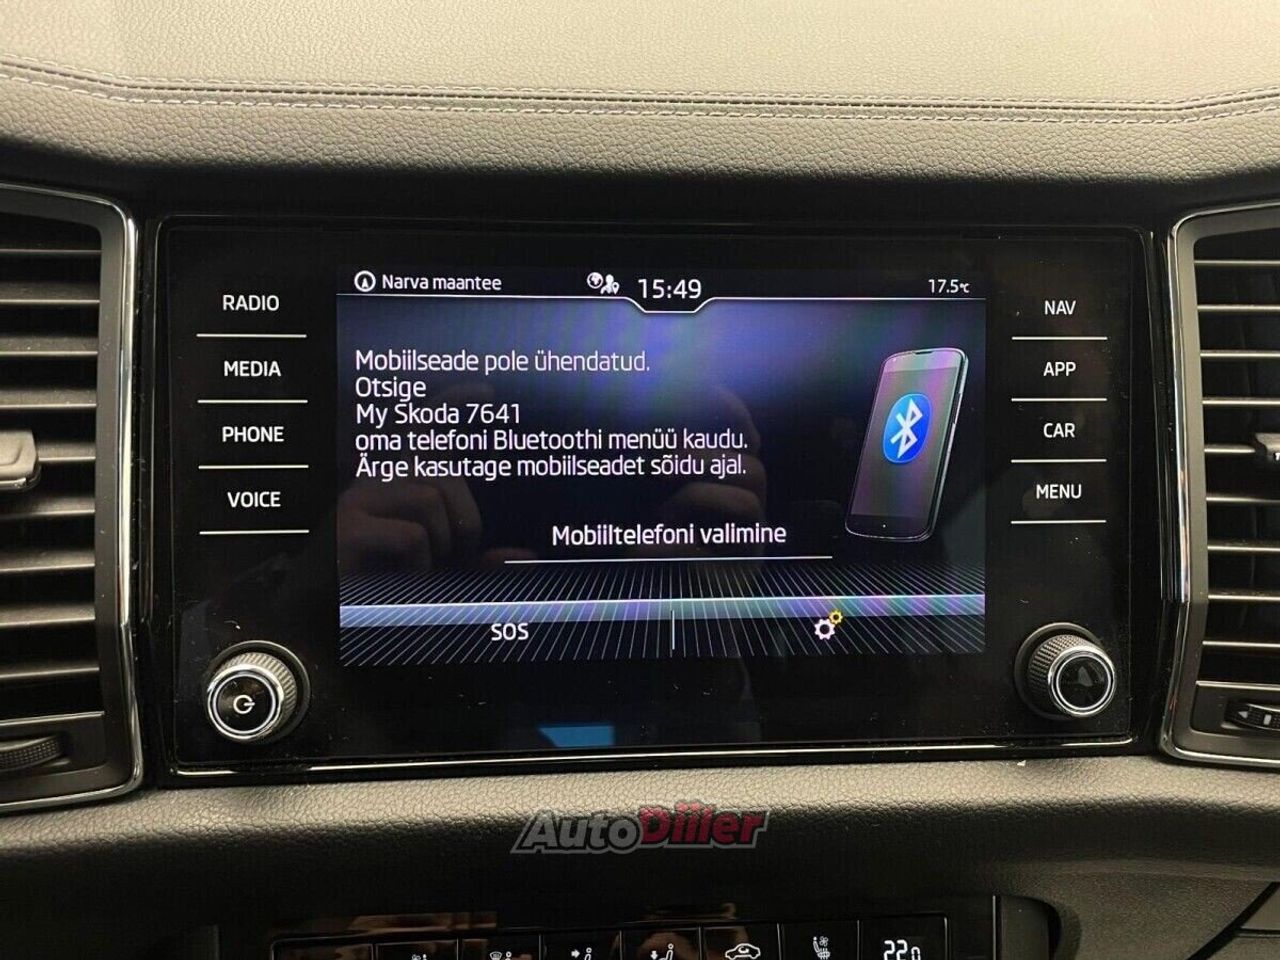 Narva maantee
15:49
17.5°C
RADIO
MEDIA
PHONE
VOICE
Mobiilseade pole ühendatud.
Otsige
My Skoda 7641
oma telefoni Bluetoothi menüü kaudu.
Ärge kasutage mobiilseadet sõidu ajal.
Mobiiltelefoni valimine
SOS
NAV
APP
CAR
MENU
AutoDiiler
22.0